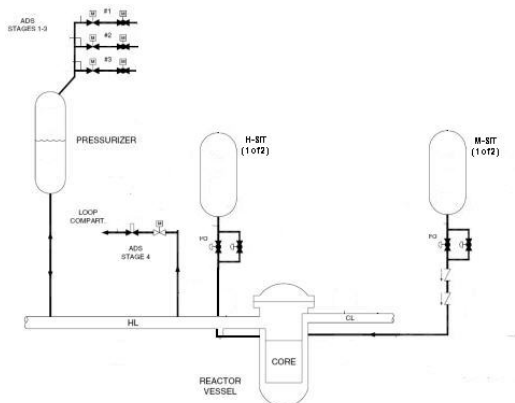 ADS
STAGES 1-3
M
M
#1
M
M
#2
M
M
#3
PRESSURIZER
H-SIT
(1 of 2)
M-SIT
(1 of 2)
LOOP
COMPART.
M
ADS
STAGE 4
FO
FO
HL
CL
CORE
REACTOR
VESSEL